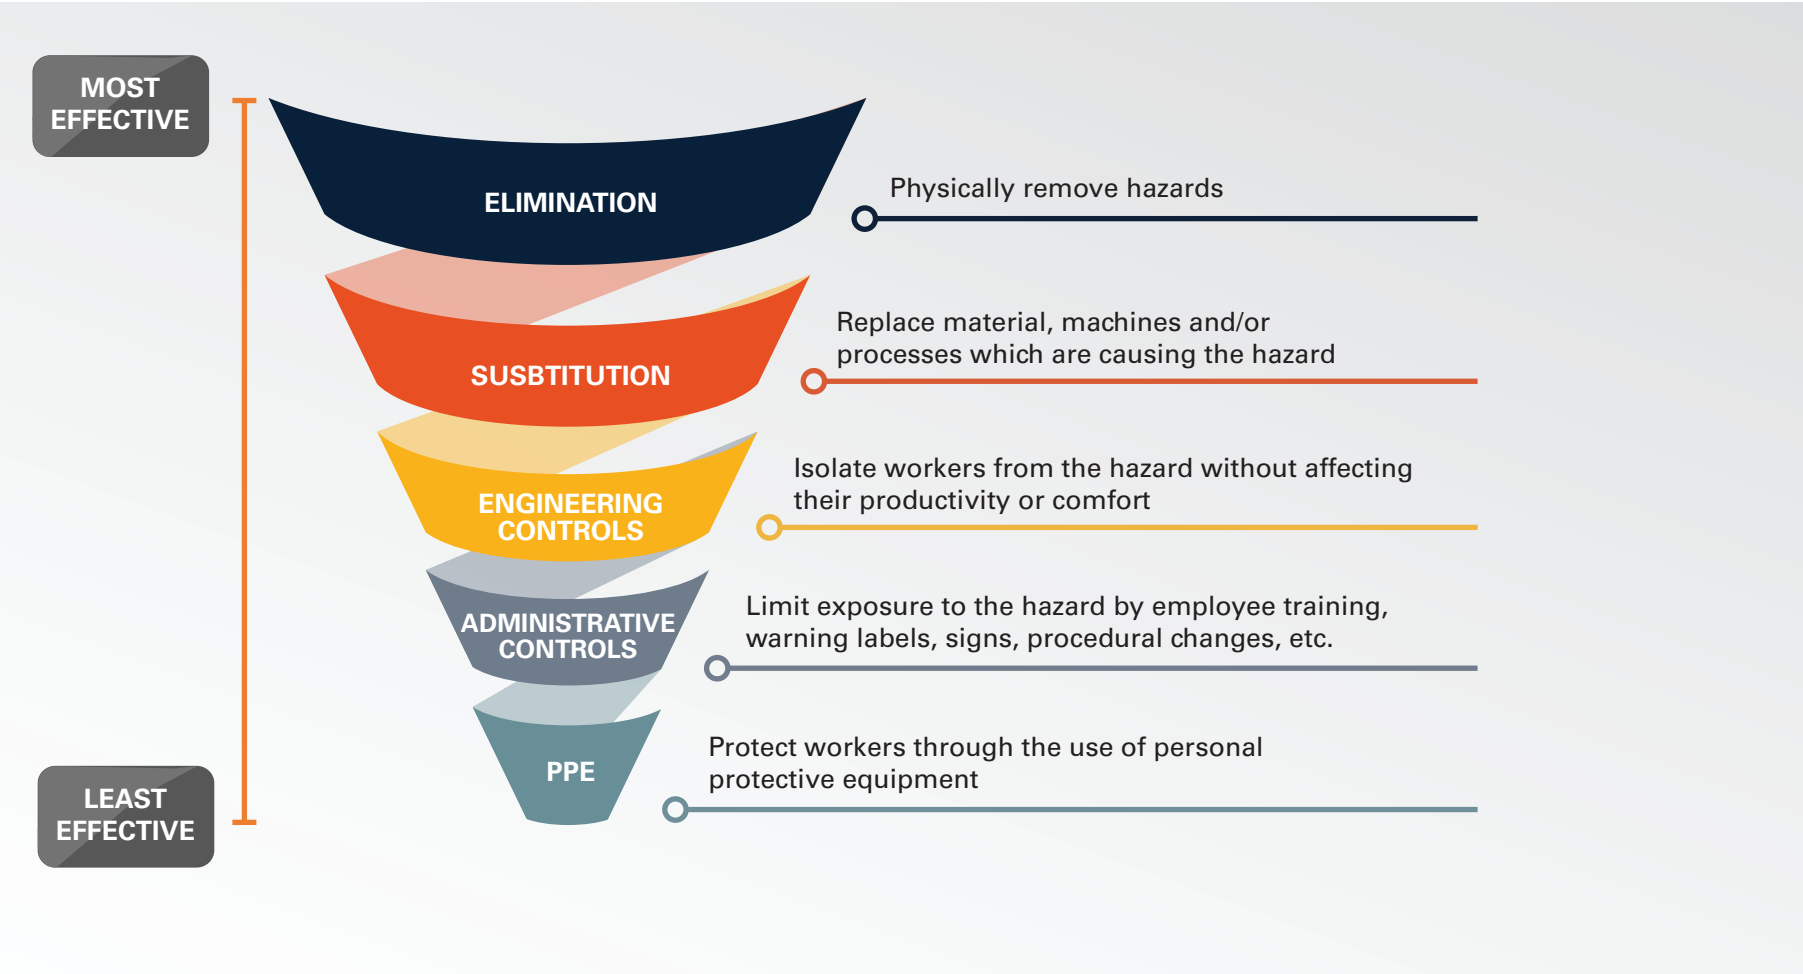 MOST
EFFECTIVE
ELIMINATION
Physically remove hazards
SUSBTITUTION
Replace material, machines and/or
processes which are causing the hazard
ENGINEERING
CONTROLS
Isolate workers from the hazard without affecting
their productivity or comfort
ADMINISTRATIVE
CONTROLS
Limit exposure to the hazard by employee training,
warning labels, signs, procedural changes, etc.
PPE
Protect workers through the use of personal
protective equipment
LEAST
EFFECTIVE